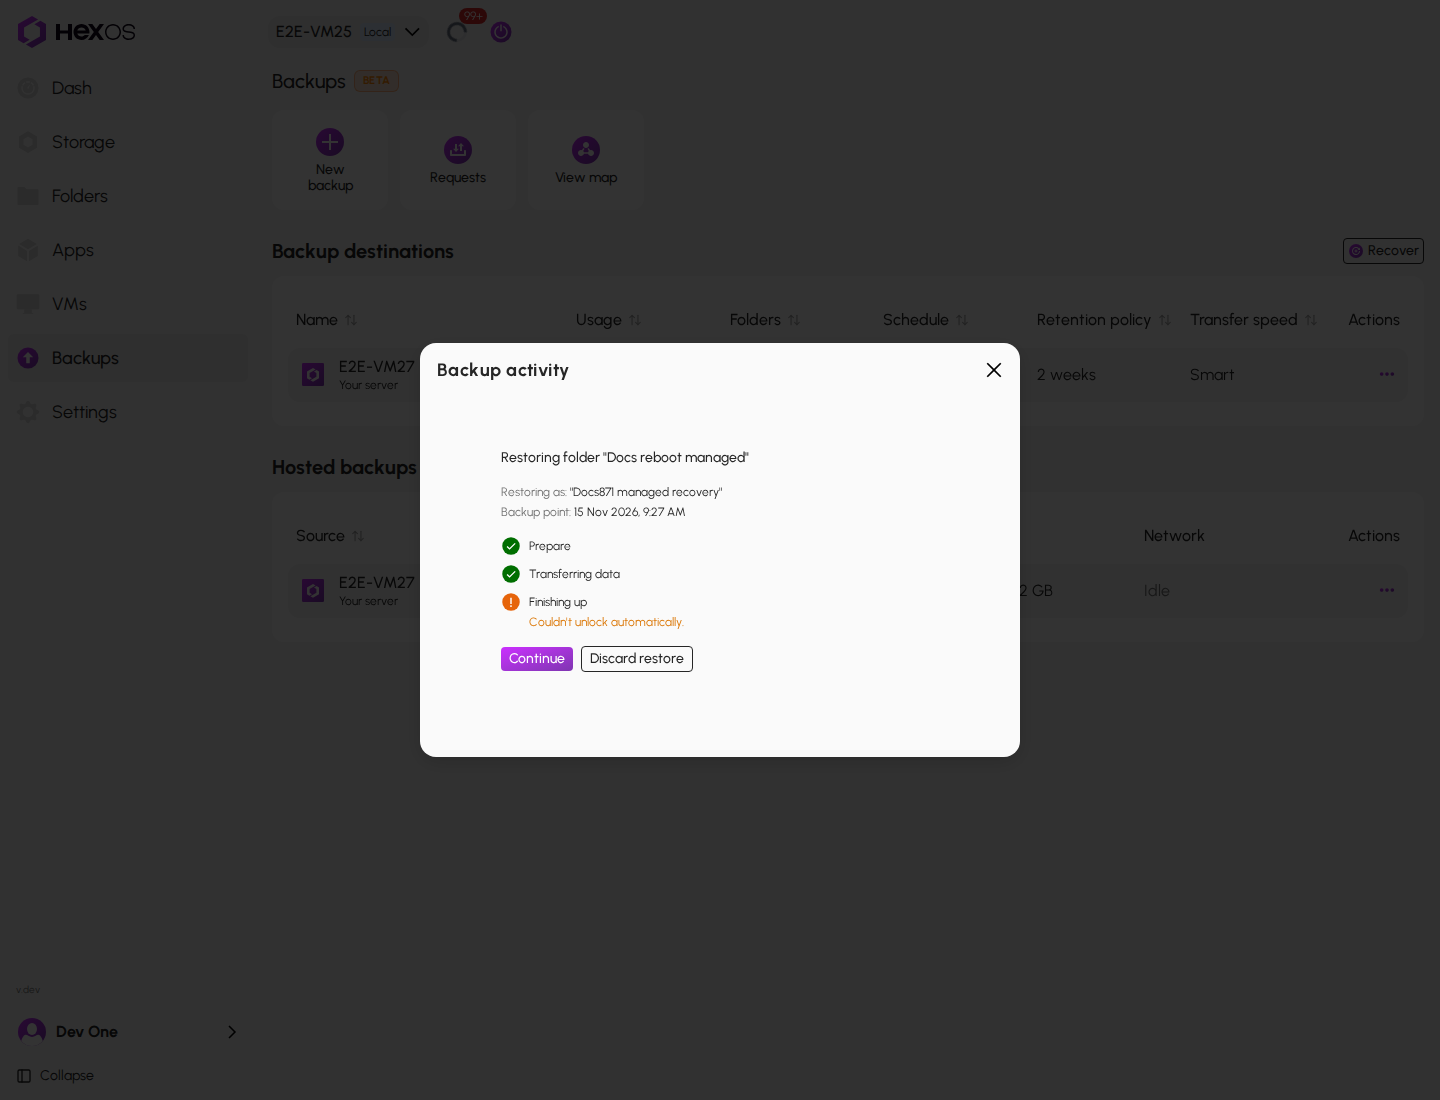 HexOS
E2E-VM25 Local
99+
Dash
Storage
Folders
Apps
VMs
Backups
Settings
Backups BETA
New
backup
Requests
View map
Backup destinations
Recover
Name Usage Folders Schedule Retention policy Transfer speed Actions
E2E-VM27
Your server
2 weeks Smart
Hosted backups
Source Network Actions
E2E-VM27
Your server
2 GB Idle
Backup activity
Restoring folder "Docs reboot managed"
Restoring as: "Docs871 managed recovery"
Backup point: 15 Nov 2026, 9:27 AM
Prepare
Transferring data
Finishing up
Couldn't unlock automatically.
Continue Discard restore
v.dev
Dev One
Collapse